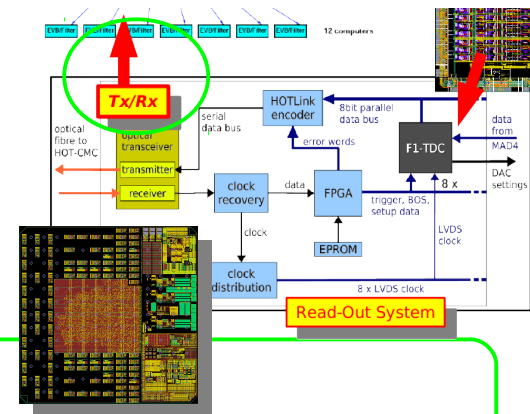 EVB/Filter EVB/Filter EVB/Filter EVB/Filter EVB/Filter EVB/Filter EVB/Filter 12 computers
Tx/Rx
optical
fibre to
HOT-CMC
optical
transceiver
transmitter
receiver
serial
data bus
HOTLink
encoder
8bit parallel
data bus
error words
F1-TDC
data
from
MAD4
DAC
settings
8 x
clock
recovery
data
FPGA
trigger, BOS,
setup data
LVDS
clock
EPROM
clock
clock
distribution
8 x LVDS clock
Read-Out System